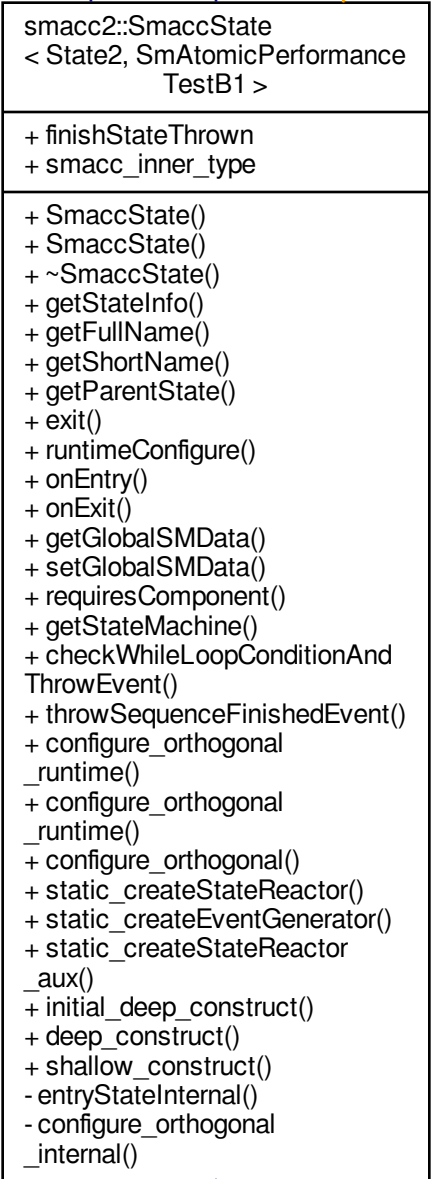 smacc2::SmaccState
< State2, SmAtomicPerformance
TestB1 >
+ finishStateThrown
+ smacc_inner_type
+ SmaccState()
+ SmaccState()
+ ~SmaccState()
+ getStateInfo()
+ getFullName()
+ getShortName()
+ getParentState()
+ exit()
+ runtimeConfigure()
+ onEntry()
+ onExit()
+ getGlobalSMData()
+ setGlobalSMData()
+ requiresComponent()
+ getStateMachine()
+ checkWhileLoopConditionAnd
ThrowEvent()
+ throwSequenceFinishedEvent()
+ configure_orthogonal
_runtime()
+ configure_orthogonal
_runtime()
+ configure_orthogonal()
+ static_createStateReactor()
+ static_createEventGenerator()
+ static_createStateReactor
_aux()
+ initial_deep_construct()
+ deep_construct()
+ shallow_construct()
- entryStateInternal()
- configure_orthogonal
_internal()